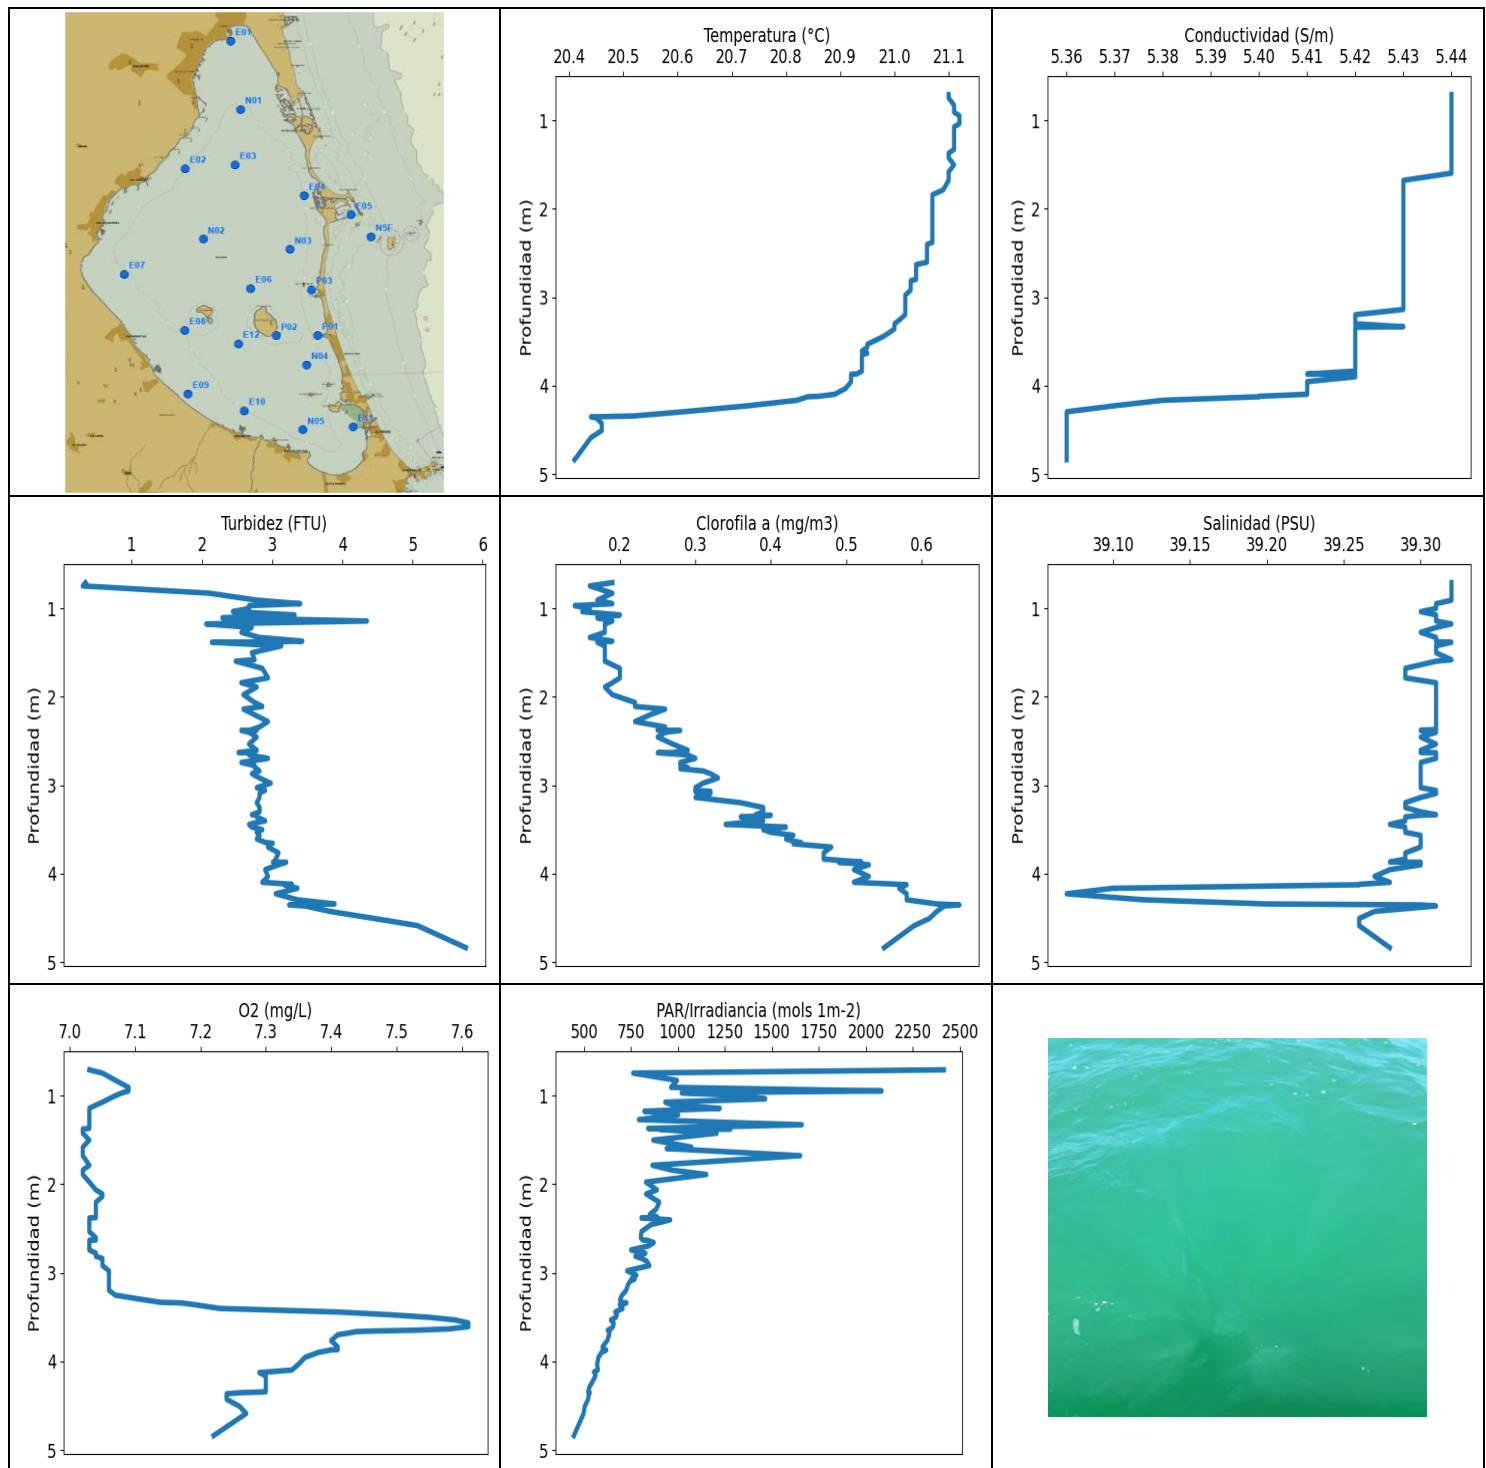 E01
N01
E02
E03
E04
E05
N5F
N02
N03
E07
E06
P03
E08
P02
P01
E12
N04
E09
E10
N05
E11
Temperatura (°C)
20.4 20.5 20.6 20.7 20.8 20.9 21.0 21.1
Profundidad (m)
1
2
3
4
5
Conductividad (S/m)
5.36 5.37 5.38 5.39 5.40 5.41 5.42 5.43 5.44
Profundidad (m)
1
2
3
4
5
Turbidez (FTU)
1 2 3 4 5 6
Profundidad (m)
1
2
3
4
5
Clorofila a (mg/m3)
0.2 0.3 0.4 0.5 0.6
Profundidad (m)
1
2
3
4
5
Salinidad (PSU)
39.10 39.15 39.20 39.25 39.30
Profundidad (m)
1
2
3
4
5
O2 (mg/L)
7.0 7.1 7.2 7.3 7.4 7.5 7.6
Profundidad (m)
1
2
3
4
5
PAR/Irradiancia (mols 1m-2)
500 750 1000 1250 1500 1750 2000 2250 2500
Profundidad (m)
1
2
3
4
5